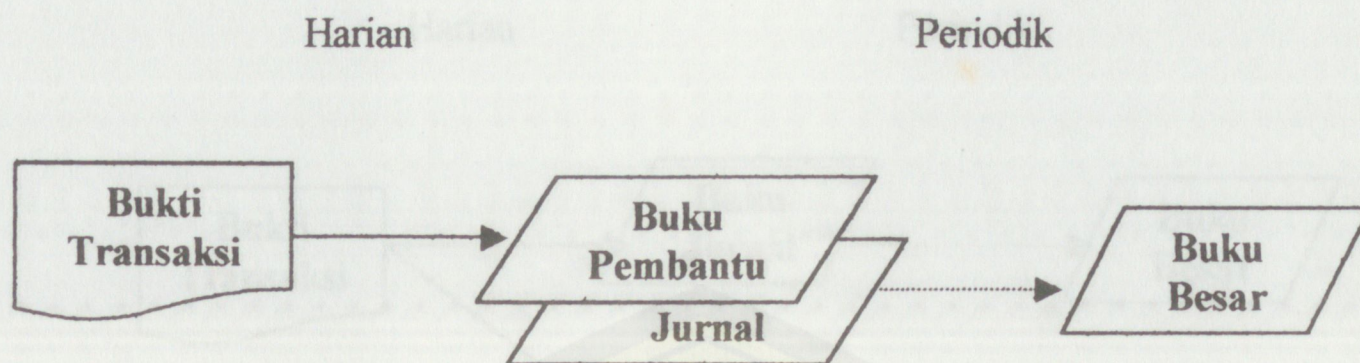 Harian
Periodik
Bukti
Transaksi
Buku
Pembantu
Jurnal
Buku
Besar